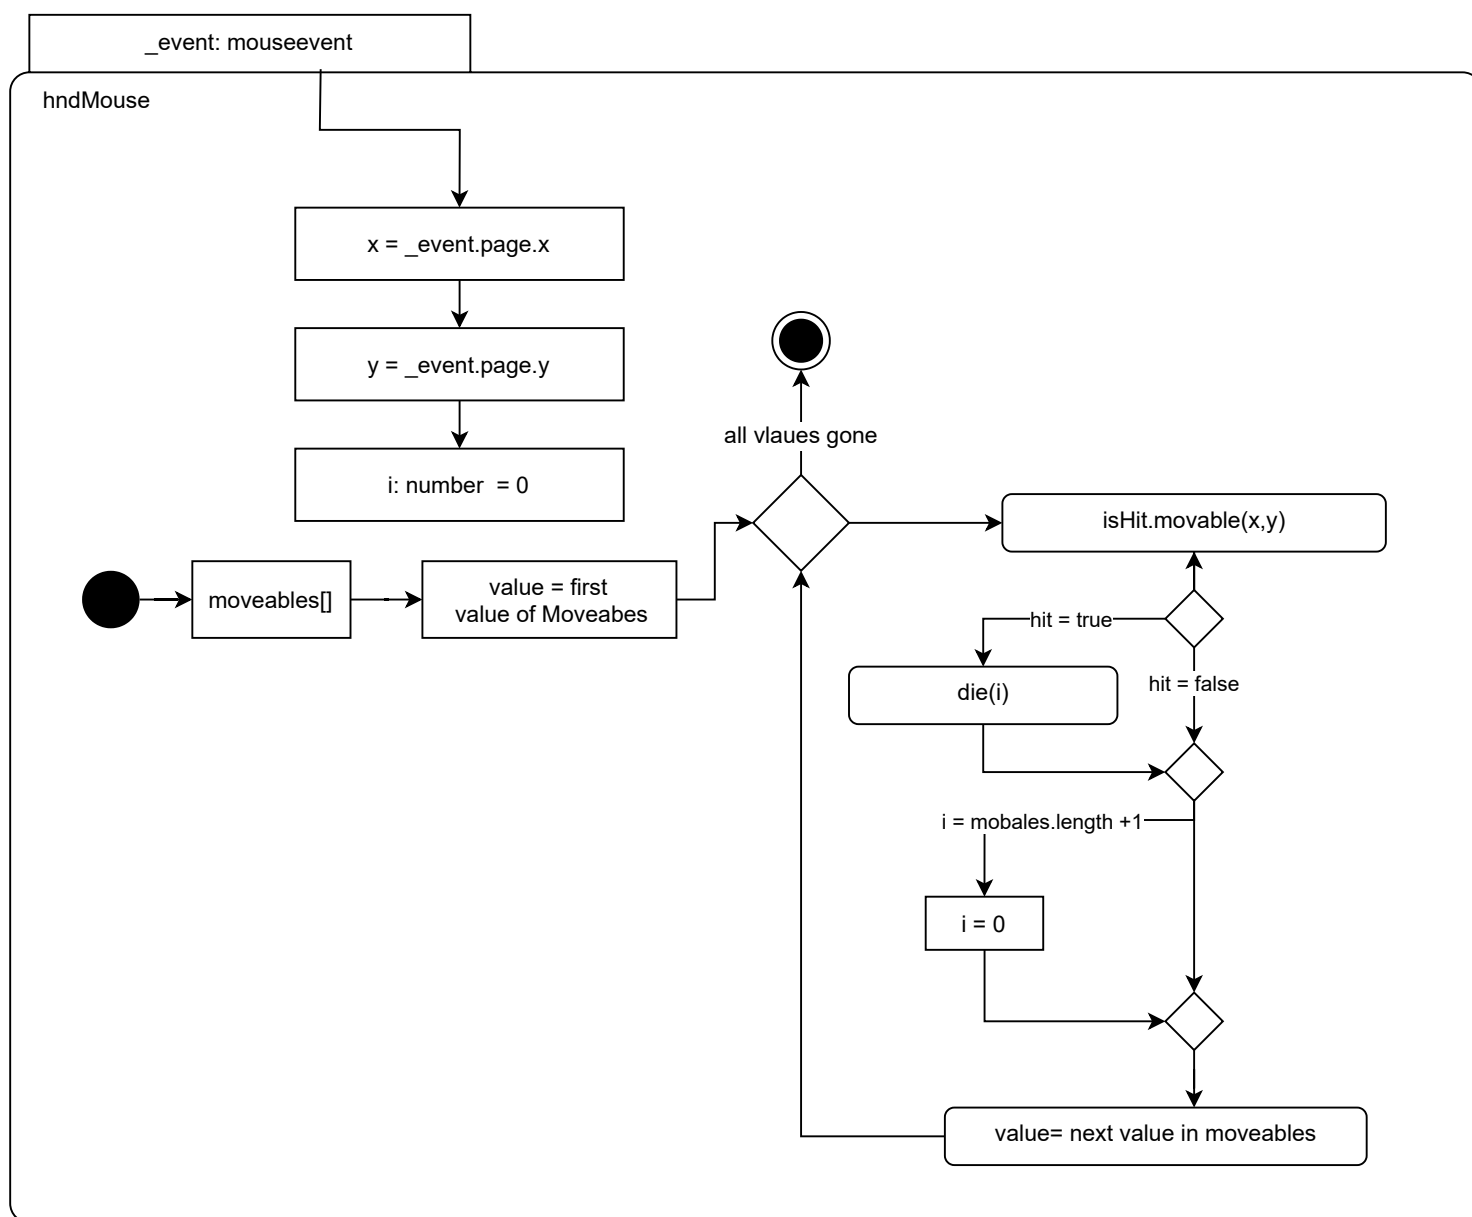 _event: mouseevent
hndMouse
x = _event.page.x
y = _event.page.y
i: number  = 0
all vlaues gone
isHit.movable(x,y)
moveables[]
value = first
value of Moveabes
hit = true
hit = false
die(i)
i = mobales.length +1
i = 0
value= next value in moveables